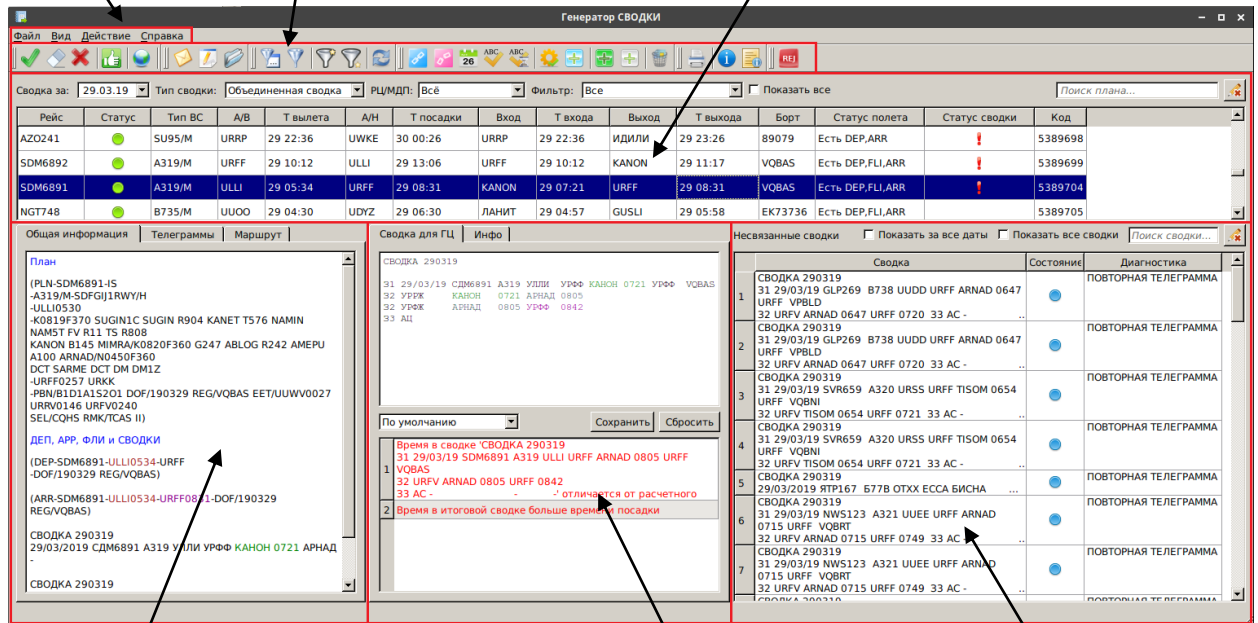 Генератор СВОДКИ
Файл Вид Действие Справка
26 ABC ABC REJ
Сводка за: 29.03.19 Тип сводки: Объединенная сводка РЦ/МДП: Всё Фильтр: Все Показать все Поиск плана...
Рейс Статус Тип ВС А/В Т вылета А/Н Т посадки Вход Т входа Выход Т выхода Борт Статус полета Статус сводки Код
AZO241 SU95/M URRP 29 22:36 UWKE 30 00:26 URRP 29 22:36 ИДИЛИ 29 23:26 89079 Есть DEP,ARR 5389698
SDM6892 A319/M URFF 29 10:12 ULLI 29 13:06 URFF 29 10:12 KANON 29 11:17 VQBAS Есть DEP,FLI,ARR 5389699
SDM6891 A319/M ULLI 29 05:34 URFF 29 08:31 KANON 29 07:21 URFF 29 08:31 VQBAS Есть DEP,FLI,ARR 5389704
NGT748 B735/M UUOO 29 04:30 UDYZ 29 06:30 ЛАНИТ 29 04:57 GUSLI 29 05:58 EK73736 Есть DEP,FLI,ARR 5389705
Общая информация Телеграммы Маршрут
План
(PLN-SDM6891-IS
-A319/M-SDFGIJ1RWY/H
-ULLI0530
-K0819F370 SUGIN1C SUGIN R904 KANET T576 NAMIN
NAM5T FV R11 TS R808
KANON B145 MIMRA/K0820F360 G247 ABLOG R242 AMEPU
A100 ARNAD/N0450F360
DCT SARME DCT DM DM1Z
-URFF0257 URKK
-PBN/B1D1A1S2O1 DOF/190329 REG/VQBAS EET/UUWV0027
URRV0146 URFV0240
SEL/CQHS RMK/TCAS II)
ДЕП, АРР, ФЛИ и СВОДКИ
(DEP-SDM6891-ULLI0534-URFF
-DOF/190329 REG/VQBAS)
(ARR-SDM6891-ULLI0534-URFF0831-DOF/190329
REG/VQBAS)
СВОДКА 290319
29/03/2019 СДМ6891 А319 УЛЛИ УРФФ КАНОН 0721 АРНАД
-
СВОДКА 290319
Сводка для ГЦ Инфо
СВОДКА 290319
31 29/03/19 СДМ6891 А319 УЛЛИ УРФФ КАНОН 0721 УРФФ VQBAS
32 УРРЖ КАНОН 0721 АРНАД 0805
32 УРФЖ АРНАД 0805 УРФФ 0842
33 АЦ
По умолчанию Сохранить Сбросить
1 Время в сводке 'СВОДКА 290319
31 29/03/19 SDM6891 A319 ULLI URFF ARNAD 0805 URFF
VQBAS
32 URFV ARNAD 0805 URFF 0842
33 AC - - -' отличается от расчетного
2 Время в итоговой сводке больше времени посадки
Несвязанные сводки Показать за все даты Показать все сводки Поиск сводки...
Сводка Состояние Диагностика
1 СВОДКА 290319 ПОВТОРНАЯ ТЕЛЕГРАММА
31 29/03/19 GLP269 B738 UUDD URFF ARNAD 0647
URFF VPBLD
32 URFV ARNAD 0647 URFF 0720 33 AC - ..
2 СВОДКА 290319 ПОВТОРНАЯ ТЕЛЕГРАММА
31 29/03/19 GLP269 B738 UUDD URFF ARNAD 0647
URFF VPBLD
32 URFV ARNAD 0647 URFF 0720 33 AC - ..
3 СВОДКА 290319 ПОВТОРНАЯ ТЕЛЕГРАММА
31 29/03/19 SVR659 A320 URSS URFF TISOM 0654
URFF VQBNI
32 URFV TISOM 0654 URFF 0721 33 AC - ..
4 СВОДКА 290319 ПОВТОРНАЯ ТЕЛЕГРАММА
31 29/03/19 SVR659 A320 URSS URFF TISOM 0654
URFF VQBNI
32 URFV TISOM 0654 URFF 0721 33 AC - ..
5 СВОДКА 290319 ПОВТОРНАЯ ТЕЛЕГРАММА
29/03/2019 ЯТР167 Б77В ОТХХ ЕССА БИСНА ...
6 СВОДКА 290319 ПОВТОРНАЯ ТЕЛЕГРАММА
31 29/03/19 NWS123 A321 UUEE URFF ARNAD
0715 URFF VQBRT
32 URFV ARNAD 0715 URFF 0749 33 AC - ..
7 СВОДКА 290319 ПОВТОРНАЯ ТЕЛЕГРАММА
31 29/03/19 NWS123 A321 UUEE URFF ARNAD
0715 URFF VQBRT
32 URFV ARNAD 0715 URFF 0749 33 AC - ..
СВОДКА 290319 ПОВТОРНАЯ ТЕЛЕГРАММА